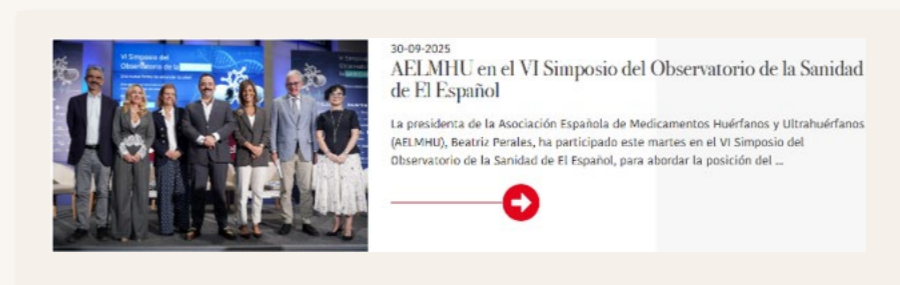 VI Simposio del
Observatorio de la
30-09-2025
AELMHU en el VI Simposio del Observatorio de la Sanidad
de El Español
La presidenta de la Asociación Española de Medicamentos Huérfanos y Ultrahuérfanos
(AELMHU), Beatriz Perales, ha participado este martes en el VI Simposio del
Observatorio de la Sanidad de El Español, para abordar la posición del ...